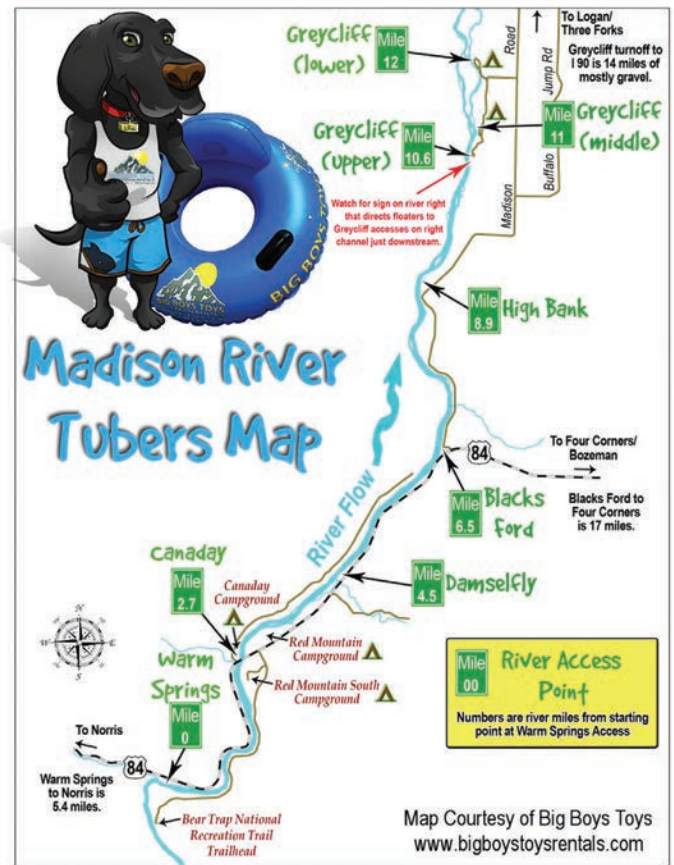 Greycliff
(lower)
Mile
12
To Logan/
Three Forks
Greycliff turnoff to
I 90 is 14 miles of
mostly gravel.
Road
Jump Rd
Buffalo
Madison
Greycliff
(upper)
Mile
10.6
Mile
11
Greycliff
(middle)
Watch for sign on river right
that directs floaters to
Greycliff accesses on right
channel just downstream.
BIG BOYS TOYS
BIG BOYS
Mile
8.9
High Bank
Madison River
Tubers Map
River Flow
84
To Four Corners/
Bozeman
Blacks Ford to
Four Corners
is 17 miles.
Mile
6.5
Blacks
Ford
Canaday
Mile
2.7
Canaday
Campground
Mile
4.5
Damselfly
N
W
E
S
Warm
Springs
Mile
0
Red Mountain
Campground
Red Mountain South
Campground
Mile
00
River Access
Point
Numbers are river miles from starting
point at Warm Springs Access
To Norris
84
Warm Springs
to Norris is
5.4 miles.
Bear Trap National
Recreation Trail
Trailhead
Map Courtesy of Big Boys Toys
www.bigboystoysrentals.com